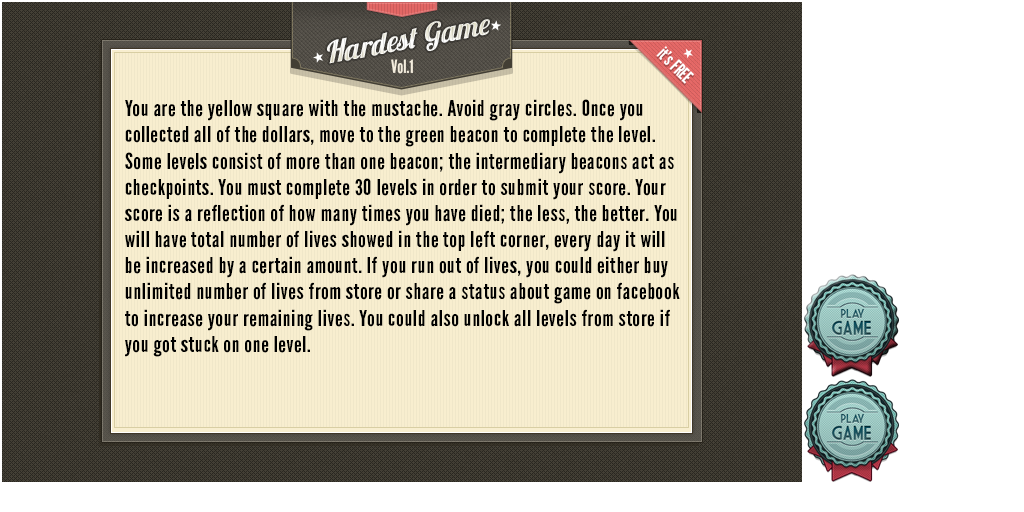 Hardest Game
Vol.1
it's FREE
You are the yellow square with the mustache. Avoid gray circles. Once you
collected all of the dollars, move to the green beacon to complete the level.
Some levels consist of more than one beacon; the intermediary beacons act as
checkpoints. You must complete 30 levels in order to submit your score. Your
score is a reflection of how many times you have died; the less, the better. You
will have total number of lives showed in the top left corner, every day it will
be increased by a certain amount. If you run out of lives, you could either buy
unlimited number of lives from store or share a status about game on facebook
to increase your remaining lives. You could also unlock all levels from store if
you got stuck on one level.
PLAY
GAME
PLAY
GAME